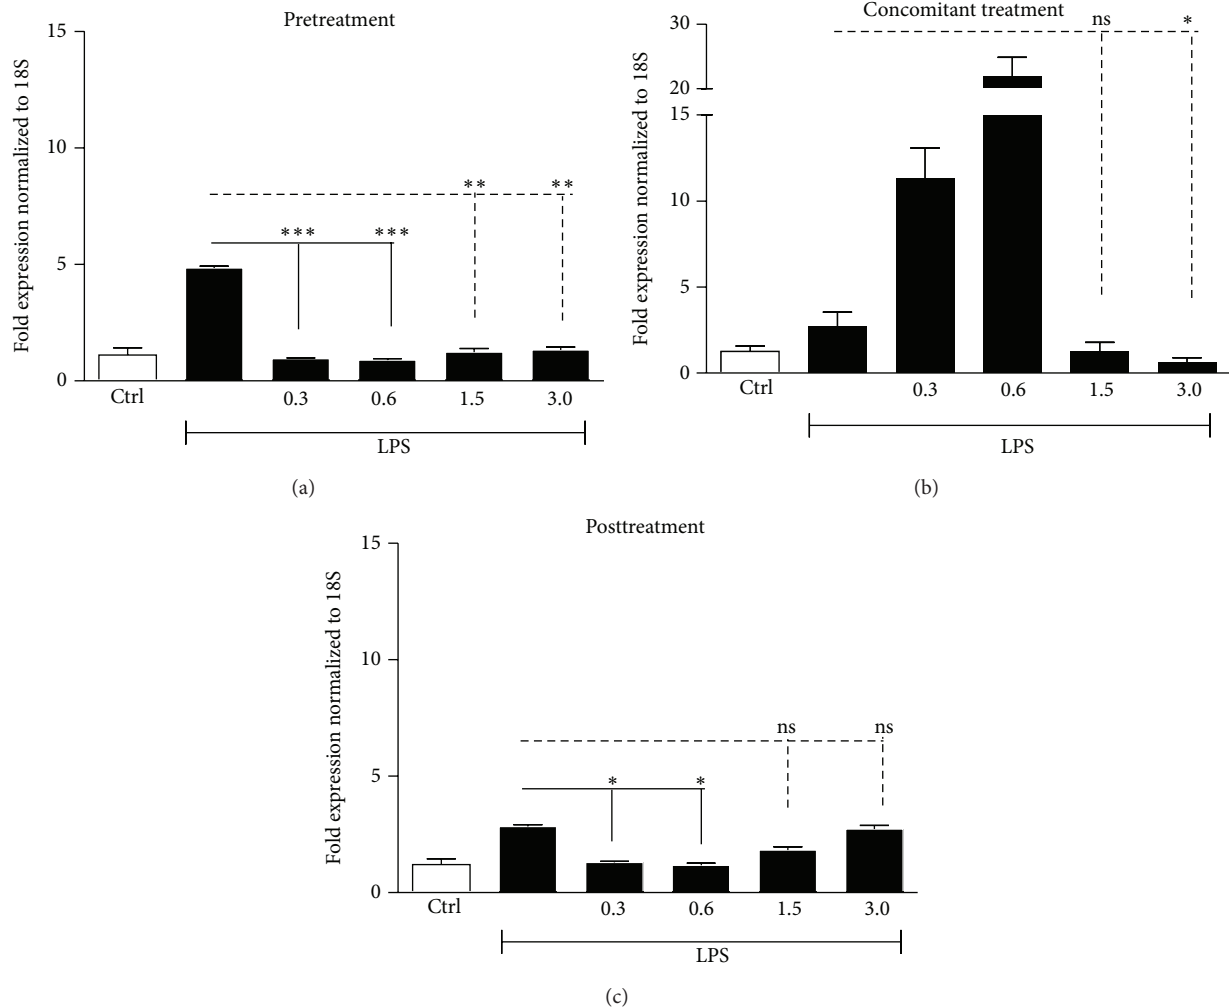 Pretreatment
Fold expression normalized to 18S
15
10
5
0
***
***
**
**
Ctrl
0.3
0.6
1.5
3.0
LPS
(a)
Concomitant treatment
Fold expression normalized to 18S
30
20
15
10
5
0
ns
*
Ctrl
0.3
0.6
1.5
3.0
LPS
(b)
Posttreatment
Fold expression normalized to 18S
15
10
5
0
*
*
ns
ns
Ctrl
0.3
0.6
1.5
3.0
LPS
(c)